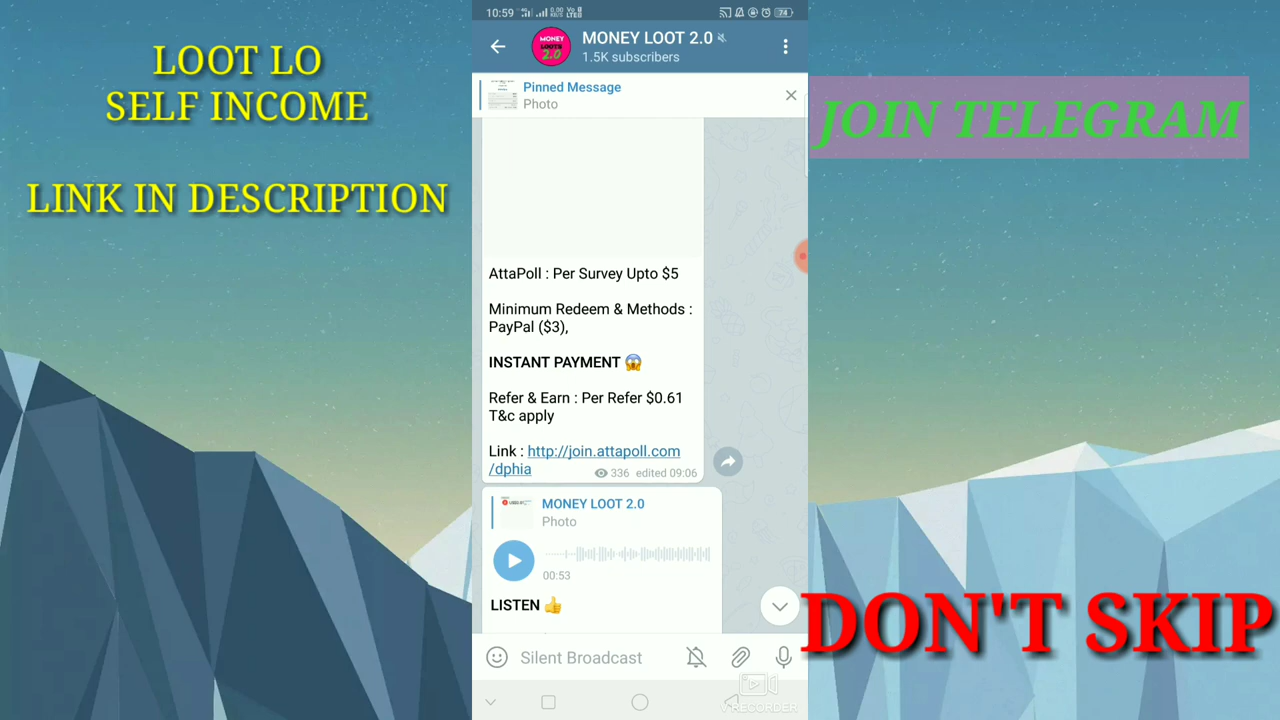 LOOT LO
SELF INCOME
LINK IN DESCRIPTION
10:59
74
MONEY LOOT 2.0
1.5K subscribers
Pinned Message
Photo
JOIN TELEGRAM
AttaPoll : Per Survey Upto $5
Minimum Redeem & Methods :
PayPal ($3),
INSTANT PAYMENT 😱
Refer & Earn : Per Refer $0.61
T&c apply
Link : http://join.attapoll.com
/dphia
336 edited 09:06
MONEY LOOT 2.0
Photo
00:53
LISTEN 👍
Silent Broadcast
DON'T SKIP
V RECORDER